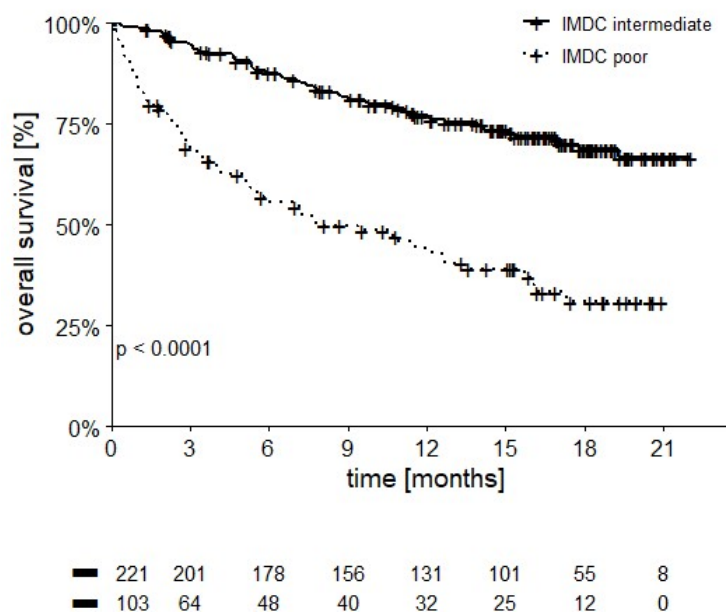 100%
75%
50%
25%
0%
overall survival [%]
IMDC intermediate
IMDC poor
p < 0.0001
0 3 6 9 12 15 18 21
time [months]
221 201 178 156 131 101 55 8
103 64 48 40 32 25 12 0